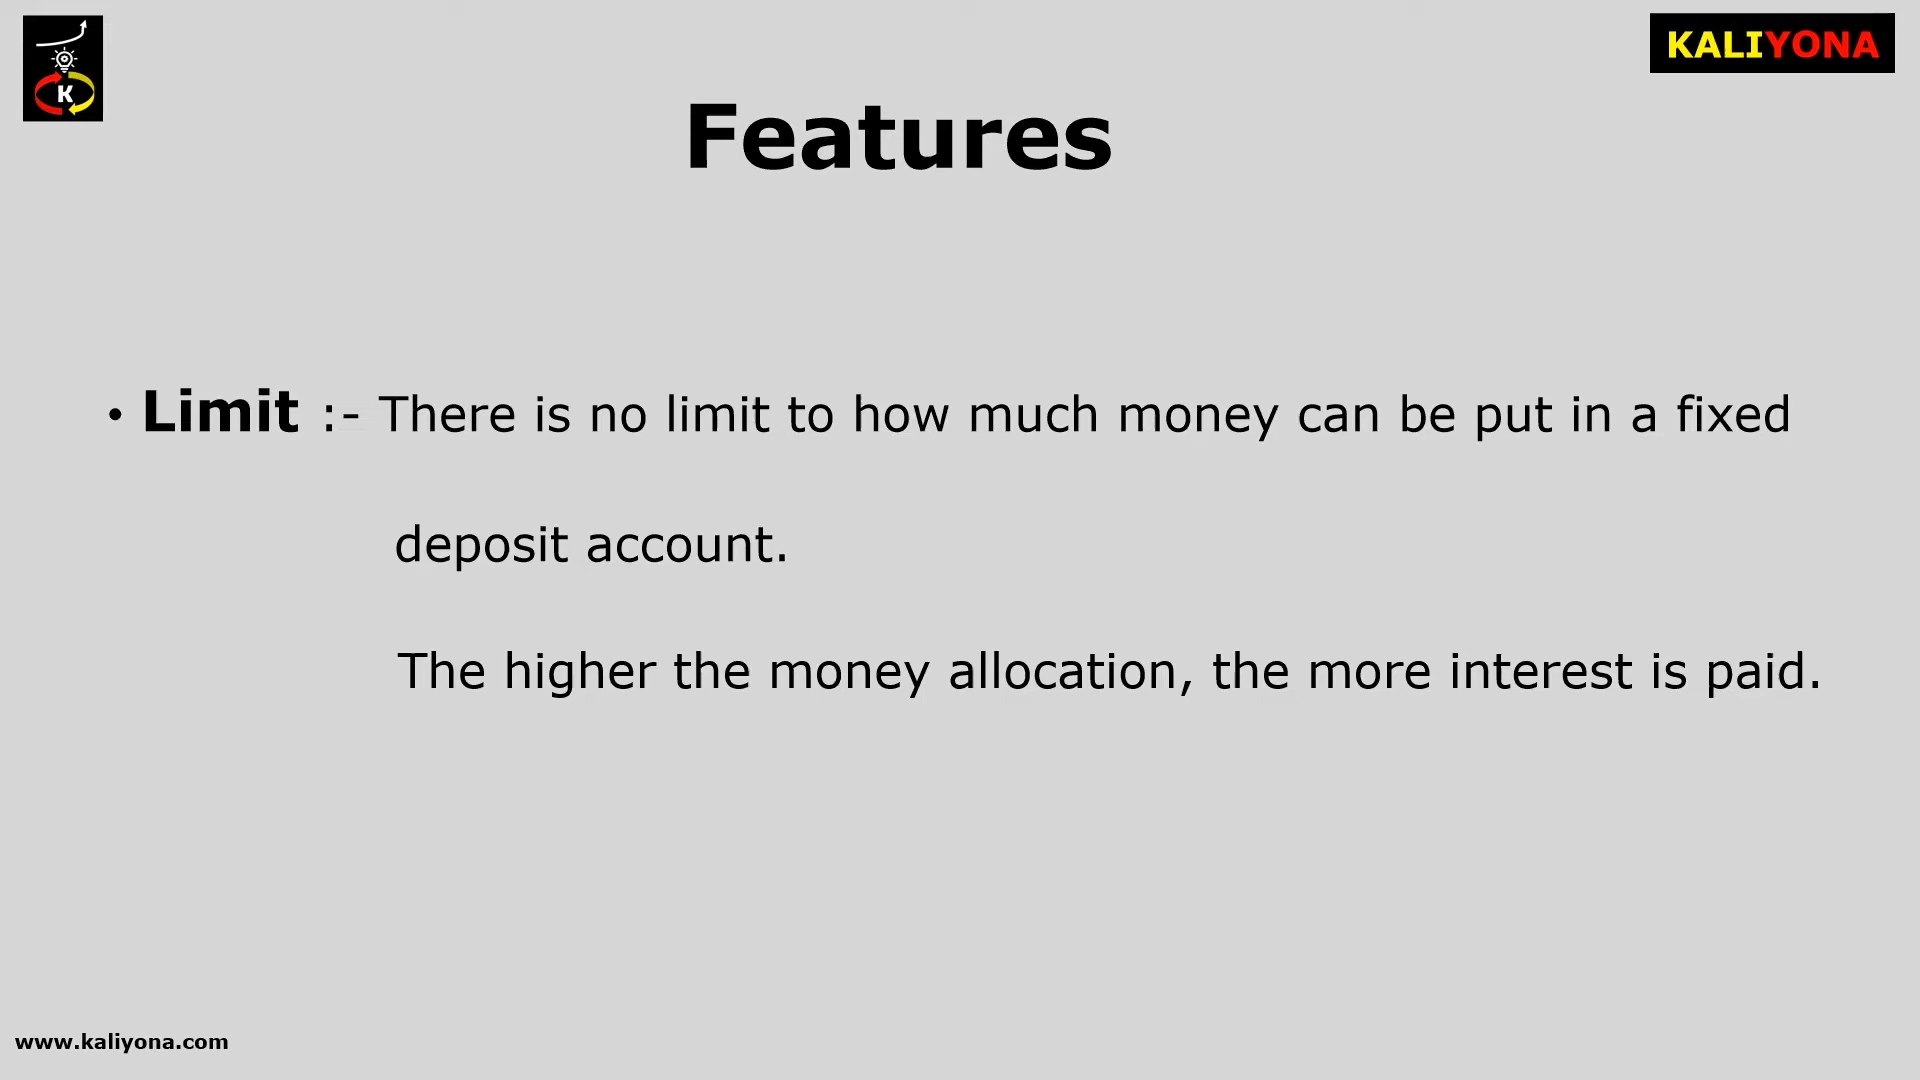 K
KALIYONA
Features
• Limit :- There is no limit to how much money can be put in a fixed
deposit account.
The higher the money allocation, the more interest is paid.
www.kaliyona.com